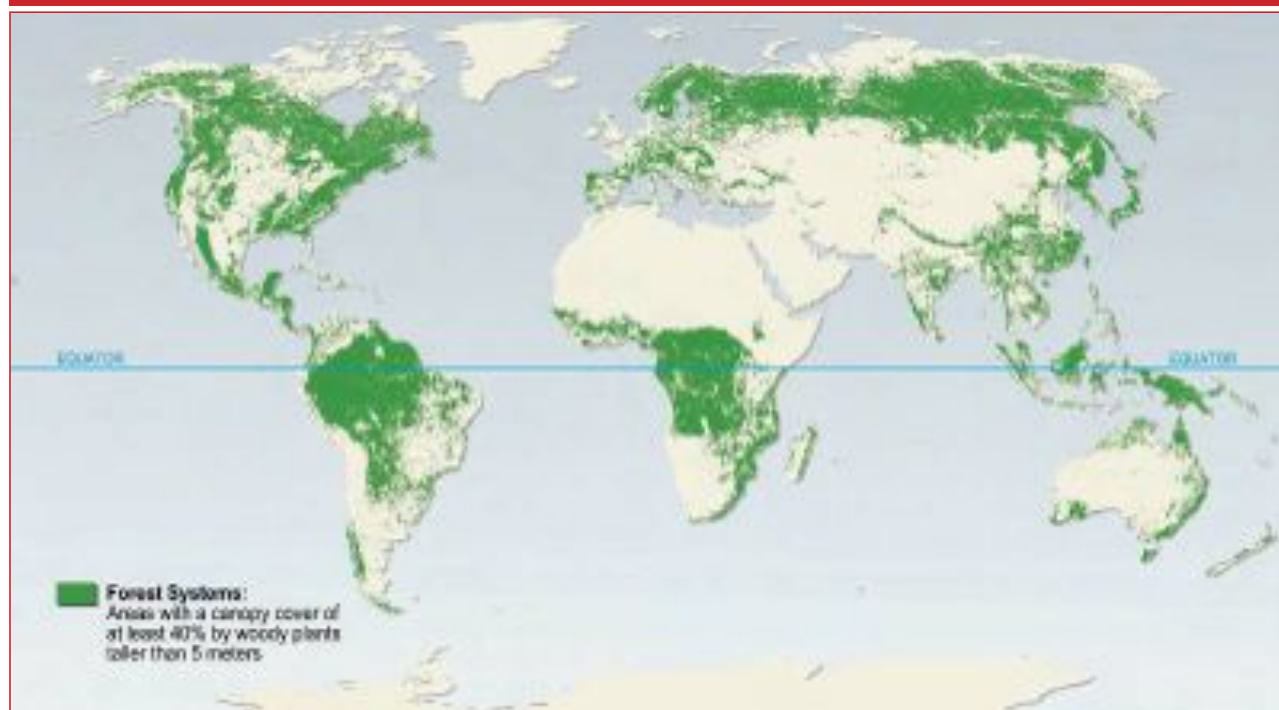 EQUATOR
EQUATOR
Forest Systems:
Areas with a canopy cover of
at least 40% by woody plants
taller than 5 meters